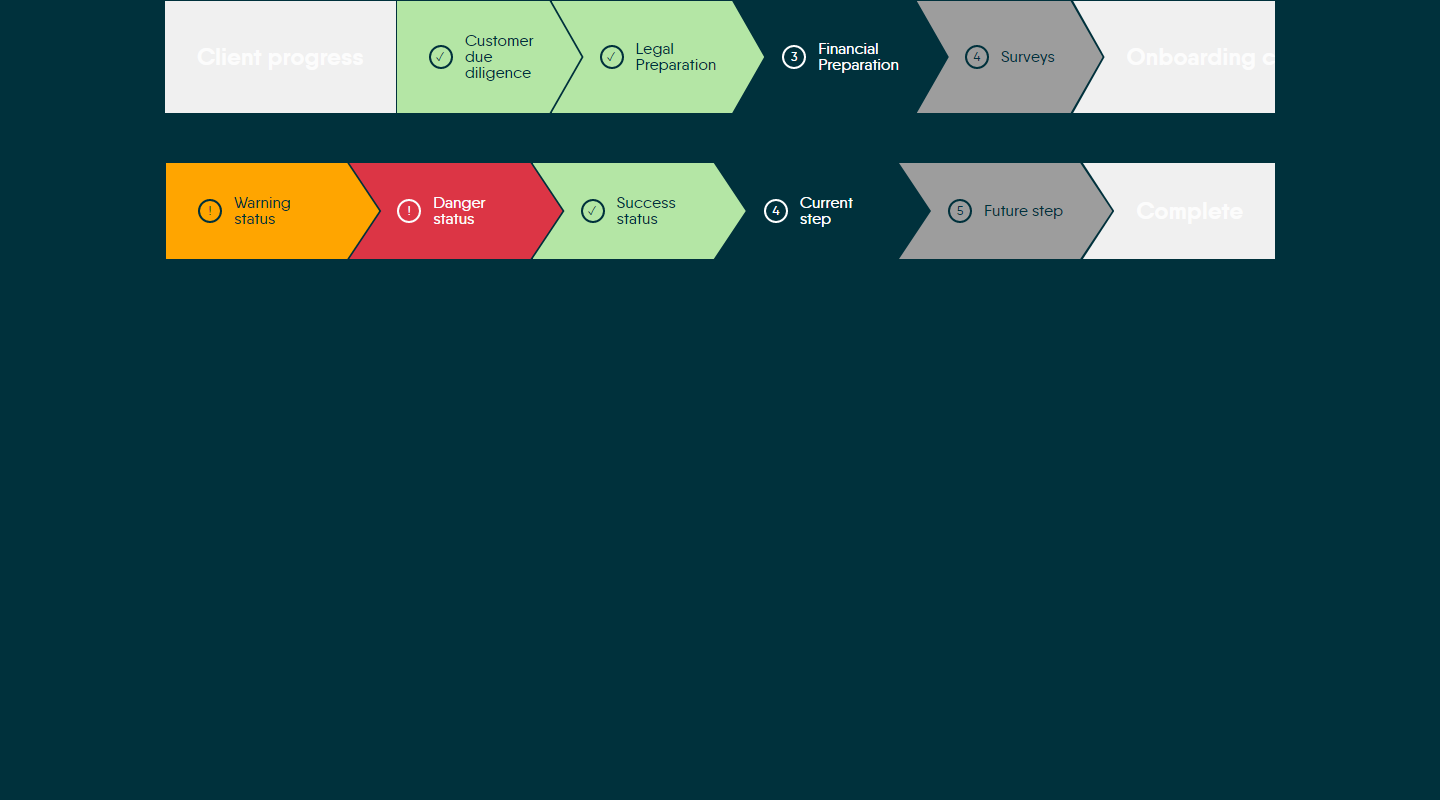 Client progress
Customer
due
diligence
Legal
Preparation
3
Financial
Preparation
4
Surveys
Onboarding c
!
Warning
status
!
Danger
status
Success
status
4
Current
step
5
Future step
Complete